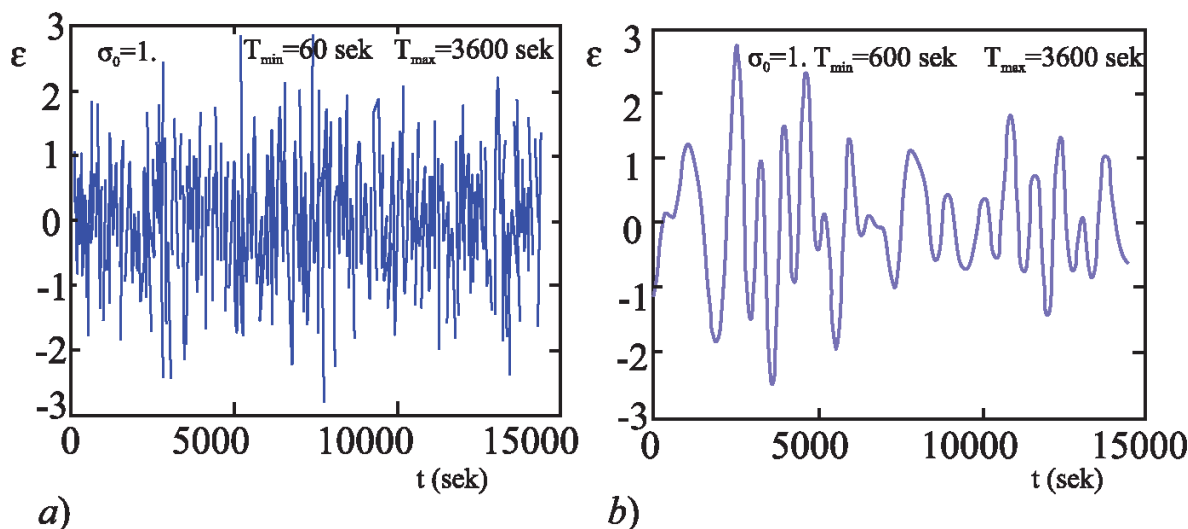 3
ε
σ₀=1. Tmin=60 sek Tmax=3600 sek
2
1
0
-1
-2
-3
0 5000 10000 15000
t (sek)
a)
3
ε
σ₀=1. Tmin=600 sek Tmax=3600 sek
2
1
0
-1
-2
-3
0 5000 10000 15000
t (sek)
b)